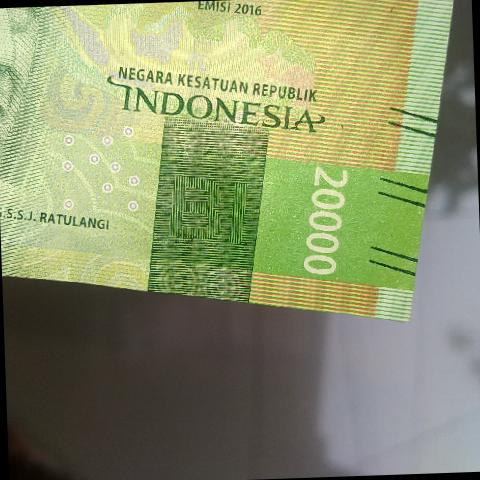 EMISI 2016
NEGARA KESATUAN REPUBLIK
INDONESIA
20000
.S.S.J. RATULANGI